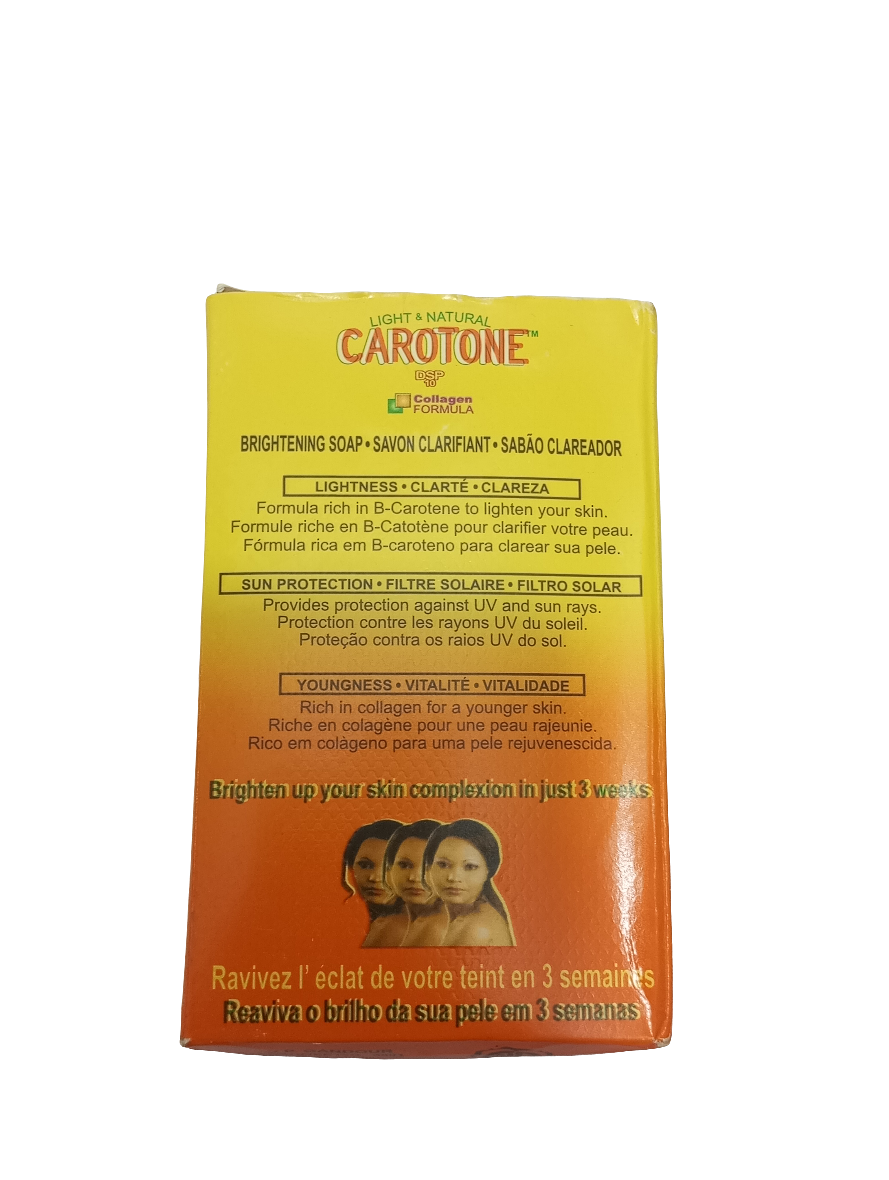 LIGHT & NATURAL
CAROTONE™
DSP
10
Collagen
FORMULA
BRIGHTENING SOAP • SAVON CLARIFIANT • SABÃO CLAREADOR
LIGHTNESS • CLARTÉ • CLAREZA
Formula rich in B-Carotene to lighten your skin.
Formule riche en B-Catotène pour clarifier votre peau.
Fórmula rica em B-caroteno para clarear sua pele.
SUN PROTECTION • FILTRE SOLAIRE • FILTRO SOLAR
Provides protection against UV and sun rays.
Protection contre les rayons UV du soleil.
Proteção contra os raios UV do sol.
YOUNGNESS • VITALITÉ • VITALIDADE
Rich in collagen for a younger skin.
Riche en colagène pour une peau rajeunie.
Rico em colàgeno para uma pele rejuvenescida.
Brighten up your skin complexion in just 3 weeks
Ravivez l' éclat de votre teint en 3 semaines
Reaviva o brilho da sua pele em 3 semanas